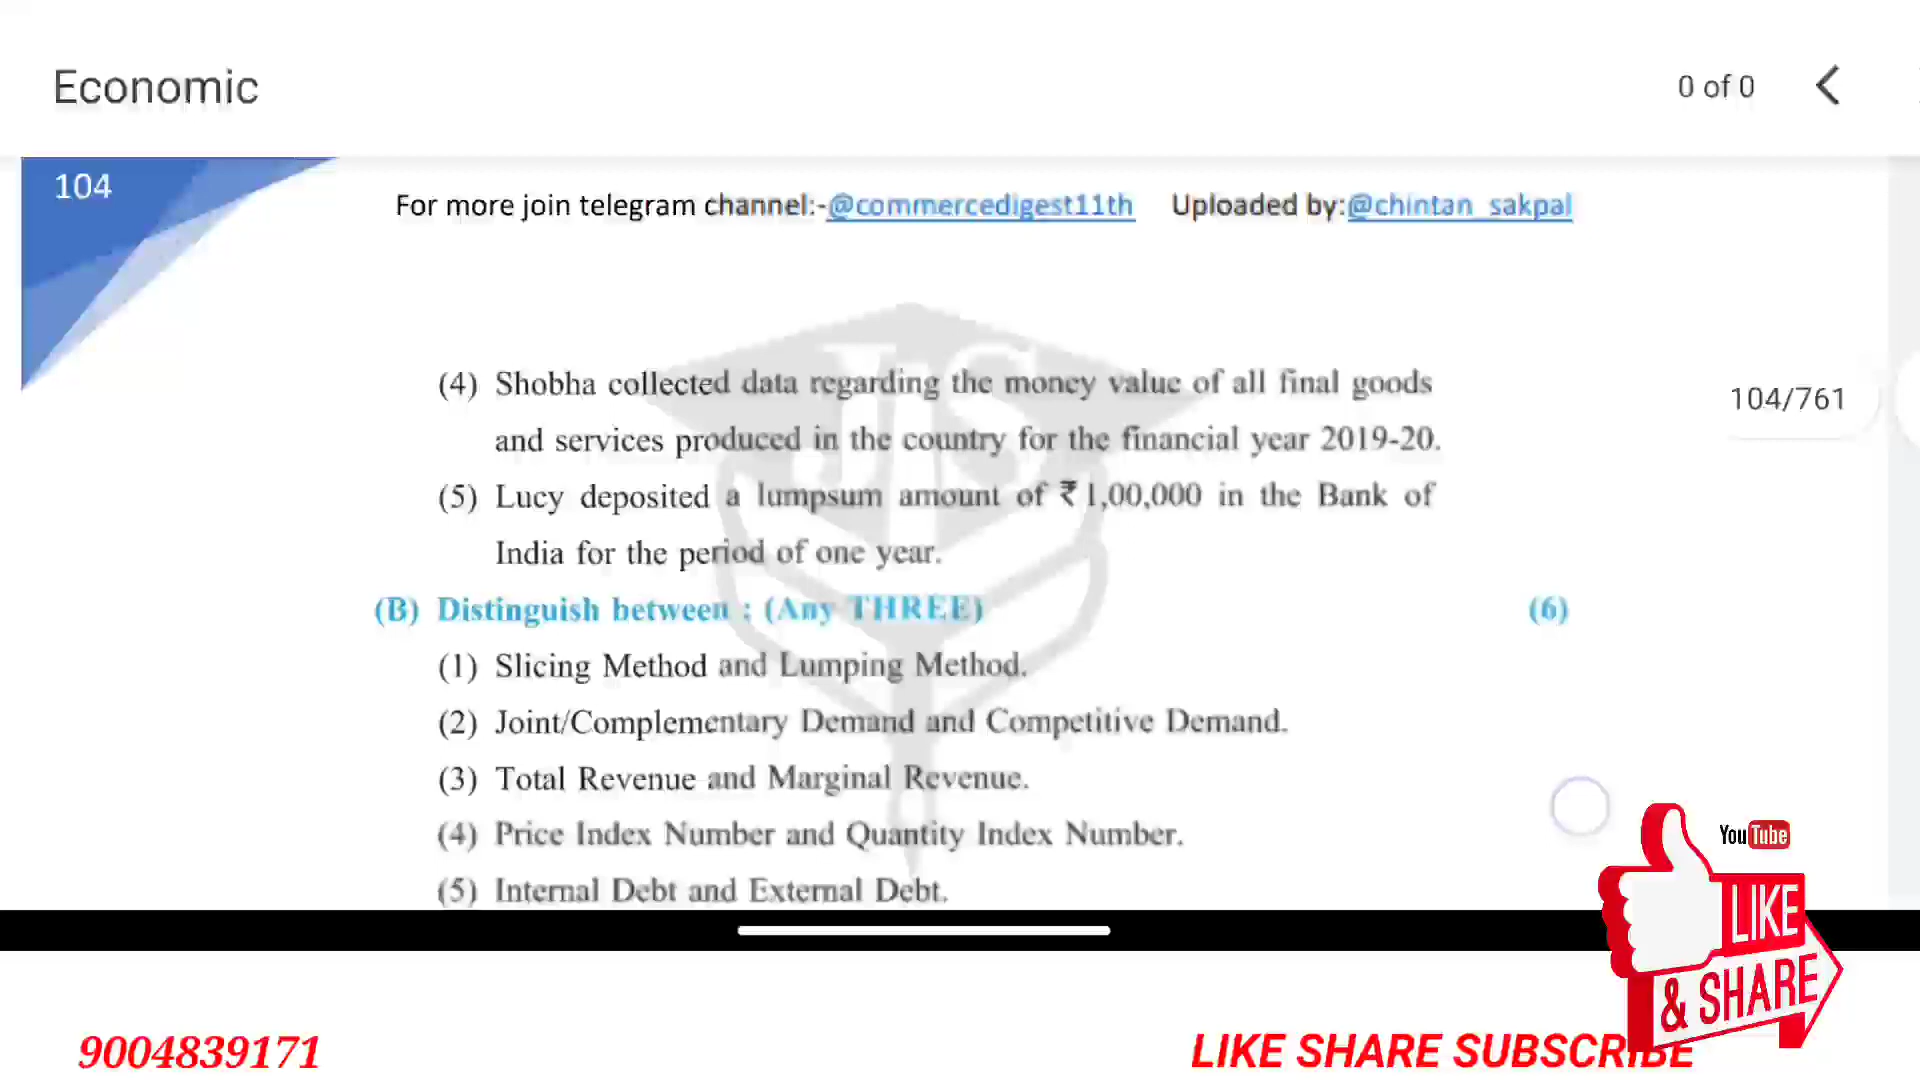 Economic
0 of 0
104
For more join telegram channel:-@commercedigest11th Uploaded by:@chintan_sakpal
JJS
(4) Shobha collected data regarding the money value of all final goods
and services produced in the country for the financial year 2019-20.
104/761
(5) Lucy deposited a lumpsum amount of ₹ 1,00,000 in the Bank of
India for the period of one year.
(B) Distinguish between : (Any THREE) (6)
(1) Slicing Method and Lumping Method.
(2) Joint/Complementary Demand and Competitive Demand.
(3) Total Revenue and Marginal Revenue.
(4) Price Index Number and Quantity Index Number.
(5) Internal Debt and External Debt.
YouTube
LIKE
& SHARE
9004839171
LIKE SHARE SUBSCRIBE